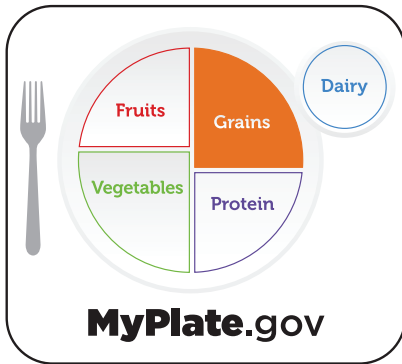 Dairy
Fruits
Grains
Vegetables
Protein
MyPlate.gov